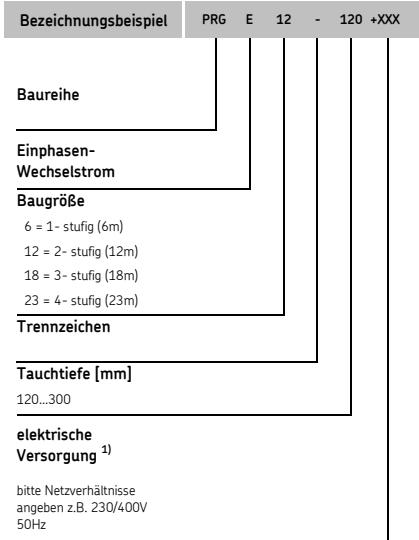 Bezeichnungsbeispiel PRG E 12 - 120 +XXX
Baureihe
Einphasen-
Wechselstrom
Baugröße
6 = 1- stufig (6m)
12 = 2- stufig (12m)
18 = 3- stufig (18m)
23 = 4- stufig (23m)
Trennzeichen
Tauchtiefe [mm]
120...300
elektrische
Versorgung 1)
bitte Netzverhältnisse
angeben z.B. 230/400V
50Hz